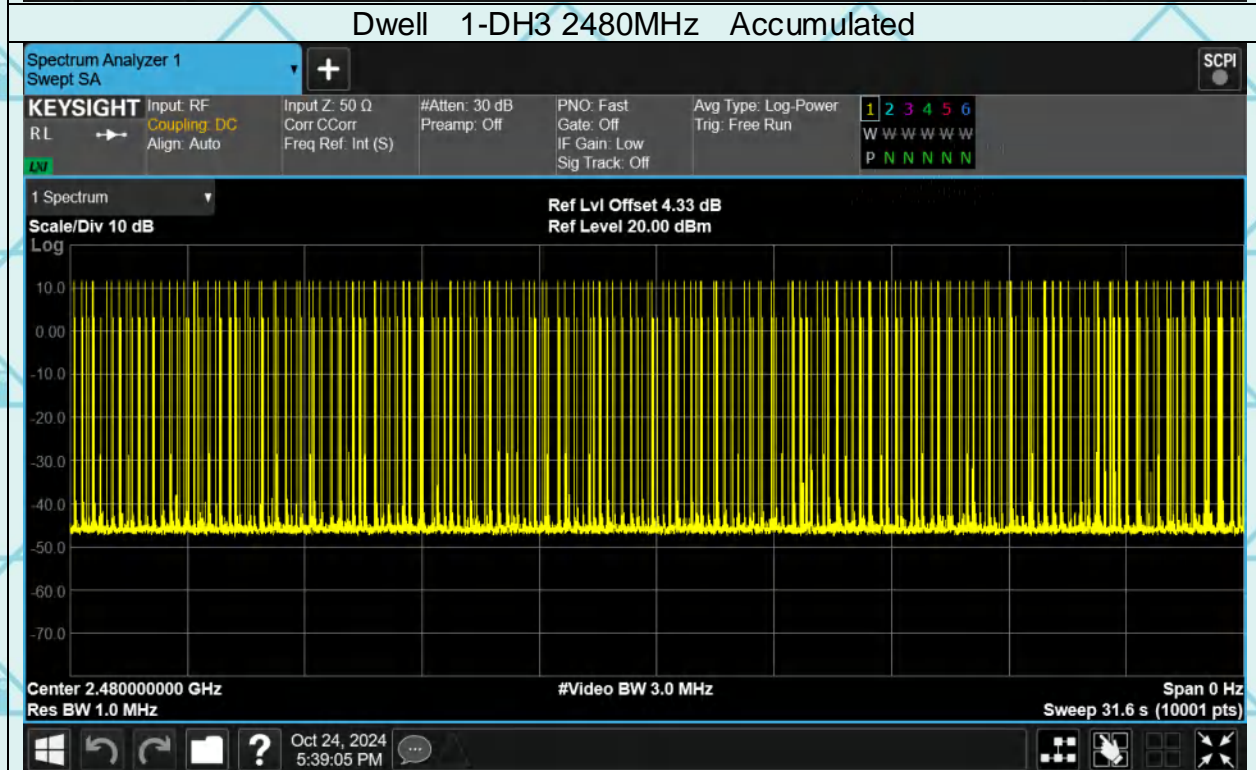 Dwell 1-DH3 2480MHz Accumulated
Spectrum Analyzer 1
Swept SA
+
SCPI
KEYSIGHT
RL
LXI
Input: RF
Coupling: DC
Align: Auto
Input Z: 50 Ω
Corr CCorr
Freq Ref: Int (S)
#Atten: 30 dB
Preamp: Off
PNO: Fast
Gate: Off
IF Gain: Low
Sig Track: Off
Avg Type: Log-Power
Trig: Free Run
1 2 3 4 5 6
W W W W W W
P N N N N N
1 Spectrum
Scale/Div 10 dB
Ref Lvl Offset 4.33 dB
Ref Level 20.00 dBm
Log
10.0
0.00
-10.0
-20.0
-30.0
-40.0
-50.0
-60.0
-70.0
Center 2.480000000 GHz
#Video BW 3.0 MHz
Span 0 Hz
Res BW 1.0 MHz
Sweep 31.6 s (10001 pts)
?
Oct 24, 2024
5:39:05 PM